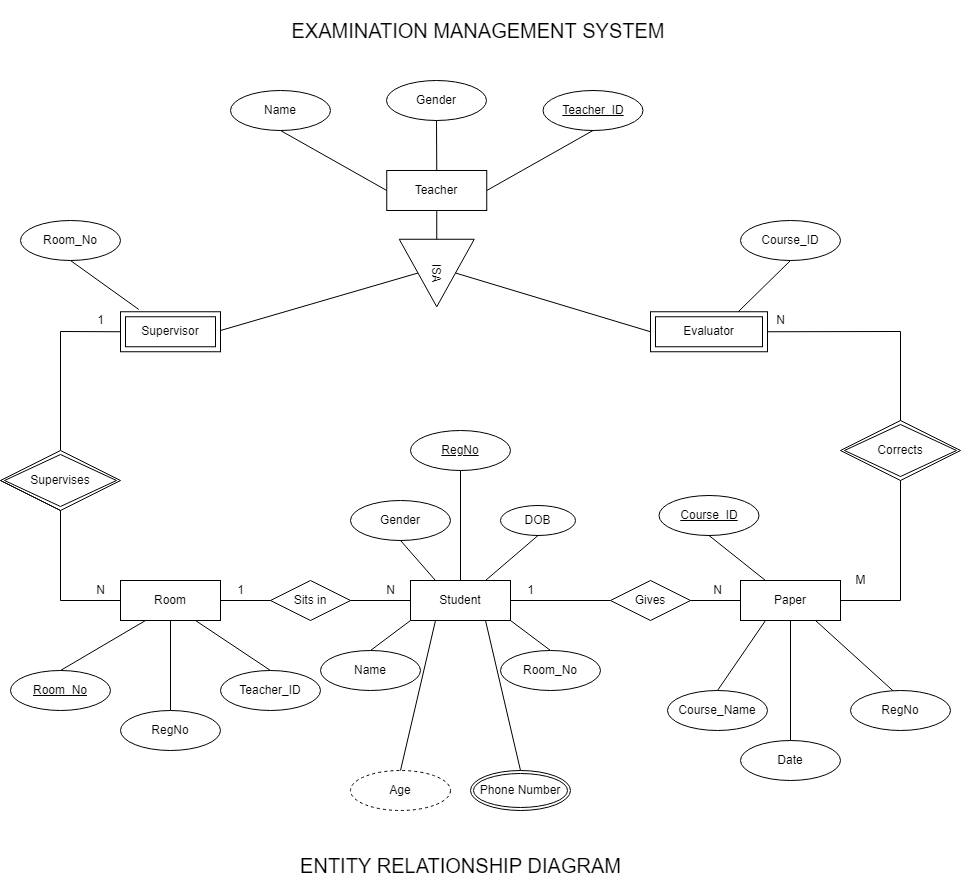 EXAMINATION MANAGEMENT SYSTEM
Name
Gender
Teacher_ID
Teacher
Room_No
Course_ID
ISA
1
Supervisor
Evaluator
N
RegNo
Supervises
Corrects
Gender
DOB
Course_ID
N
Room
1
Sits in
N
Student
1
Gives
N
Paper
M
Room_No
RegNo
Teacher_ID
Name
Room_No
Course_Name
Date
RegNo
Age
Phone Number
ENTITY RELATIONSHIP DIAGRAM